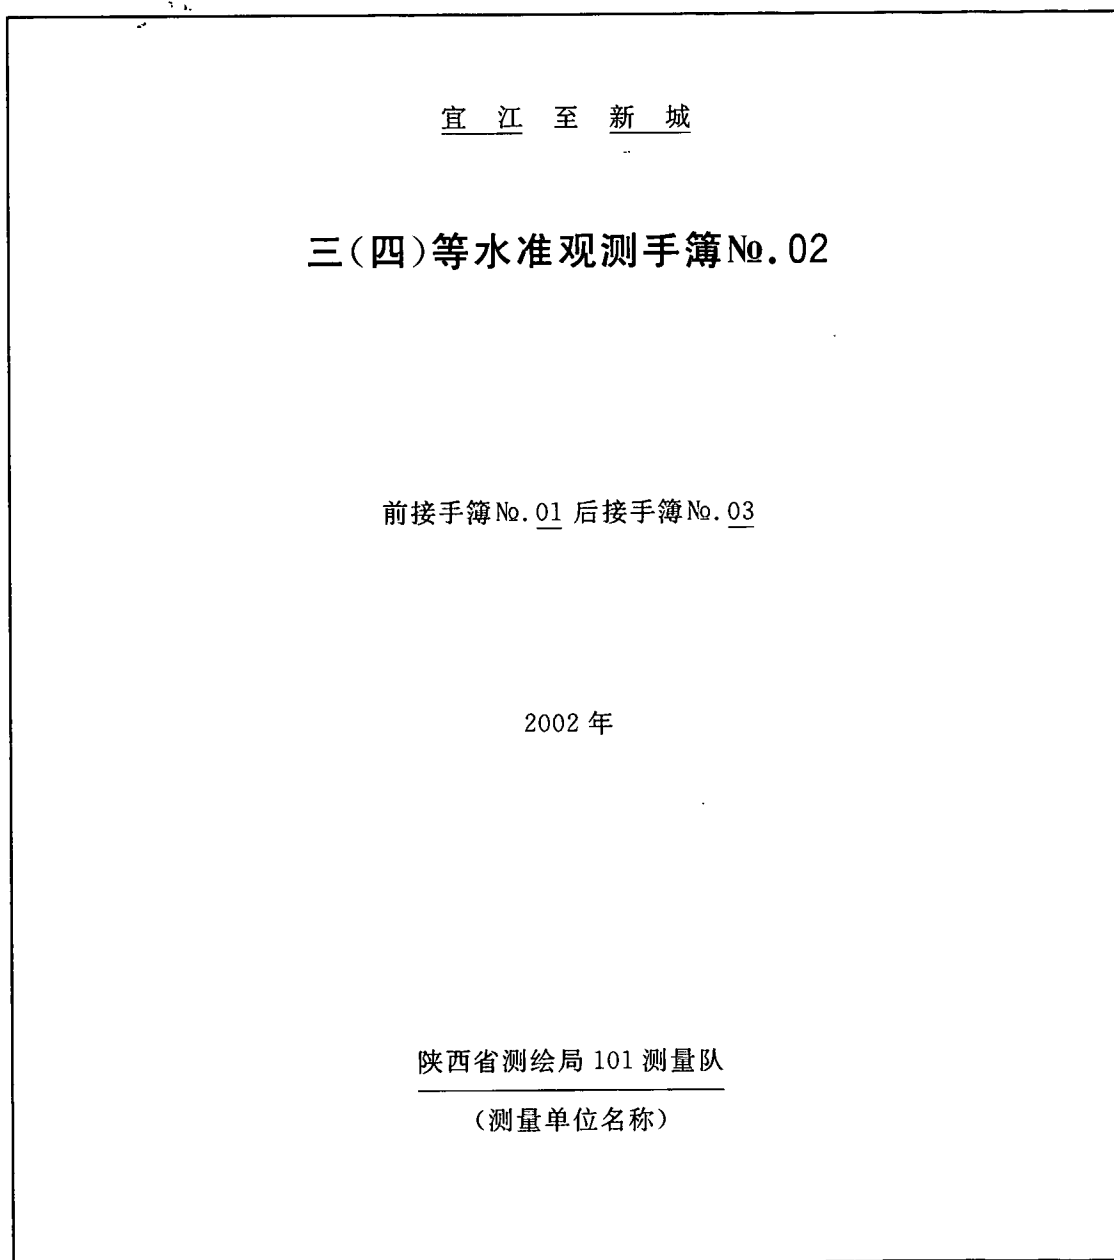 宜江至新城
三(四)等水准观测手簿№.02
前接手簿№.01 后接手簿№.03
2002年
陕西省测绘局101测量队
(测量单位名称)